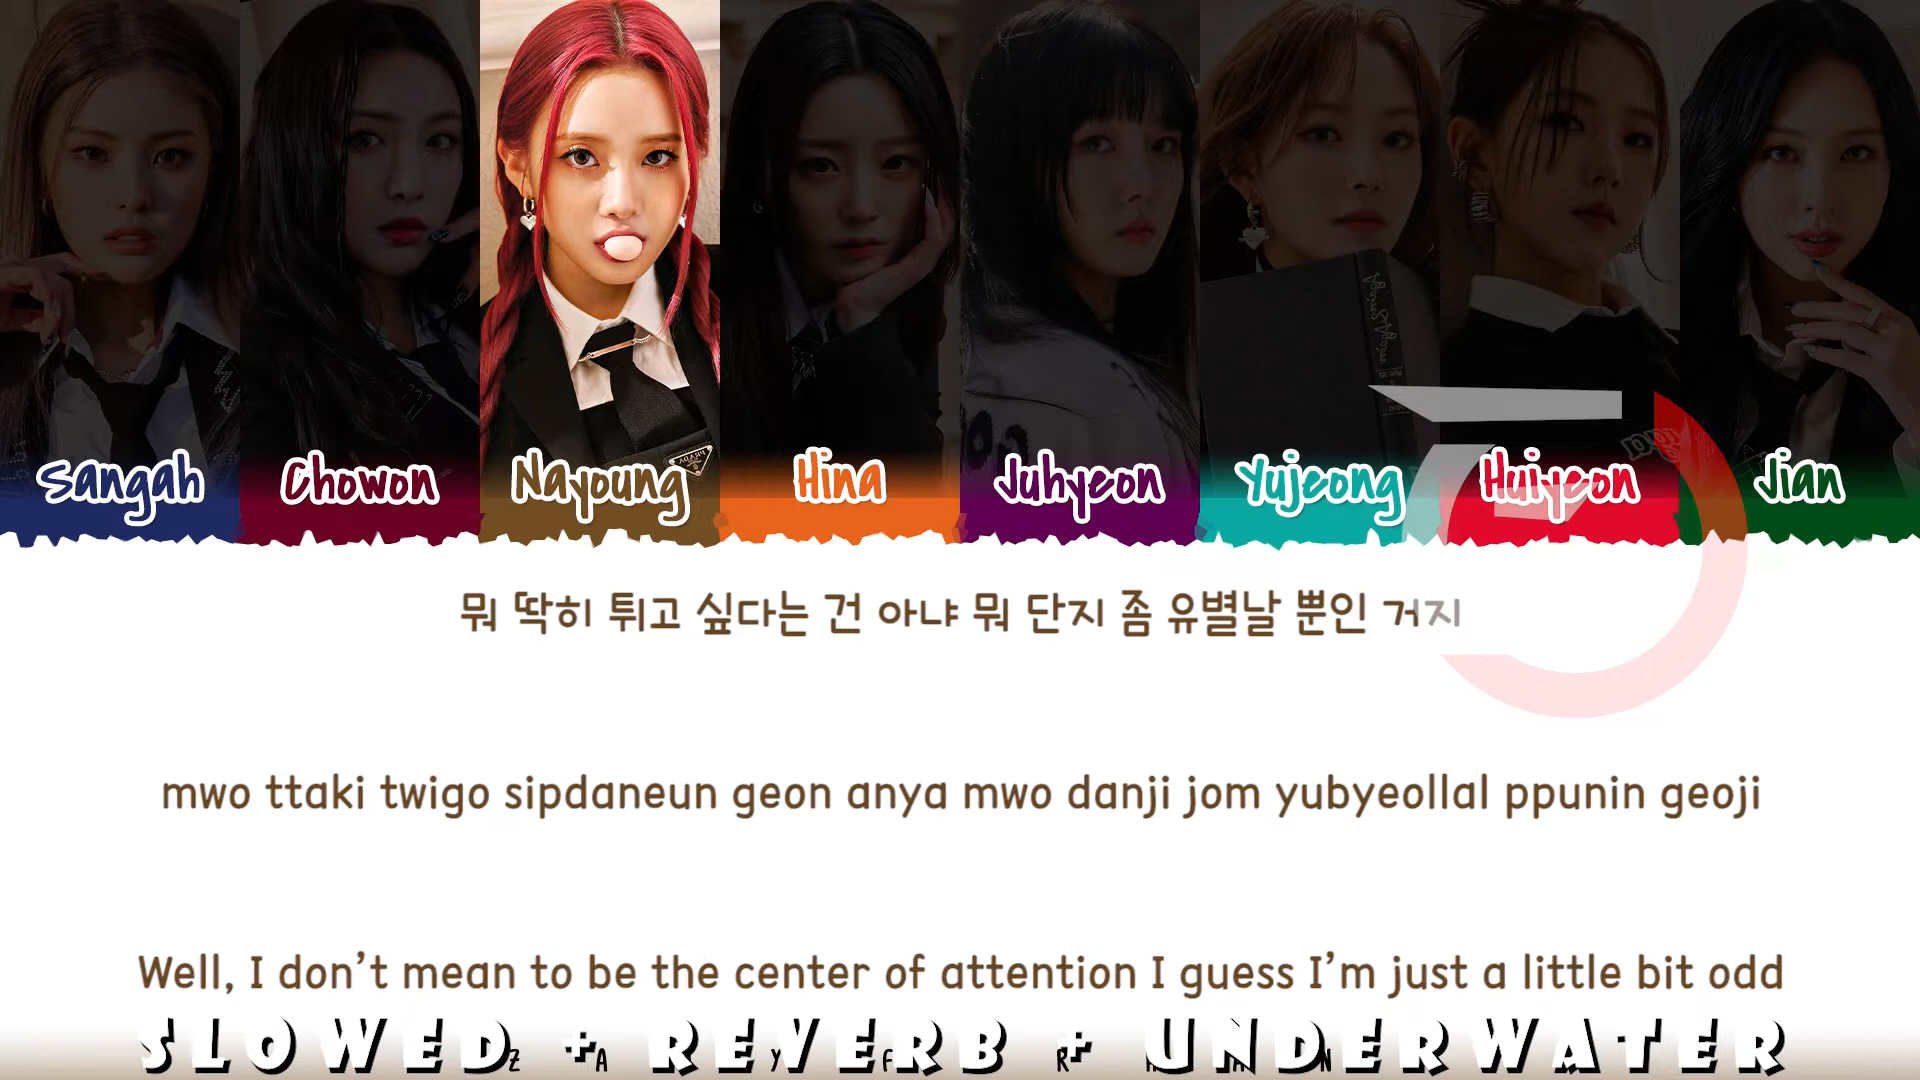 Sangah Chowon Nayoung Hina Juhyeon Yujeong Huiyeon Jian
PRADA
뭐 딱히 튀고 싶다는 건 아냐 뭐 단지 좀 유별날 뿐인 거지
mwo ttaki twigo sipdaneun geon anya mwo danji jom yubyeollal ppunin geoji
Well, I don't mean to be the center of attention I guess I'm just a little bit odd
SLOWED + REVERB + UNDERWATER